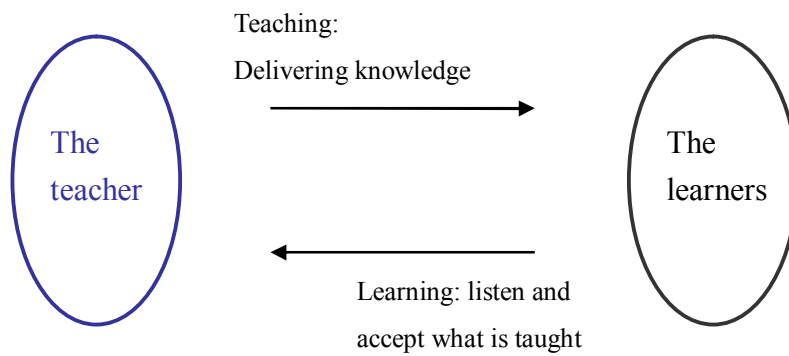 Teaching:
Delivering knowledge
The
teacher
The
learners
Learning: listen and
accept what is taught